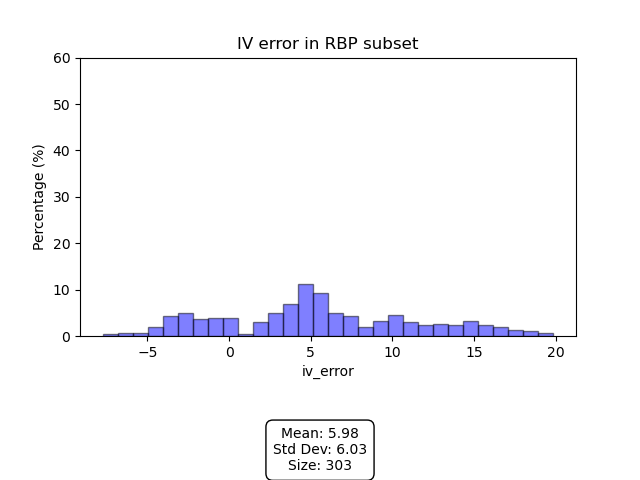 IV error in RBP subset
60
50
40
30
20
10
0
Percentage (%)
−5
0
5
10
15
20
iv_error
Mean: 5.98
Std Dev: 6.03
Size: 303